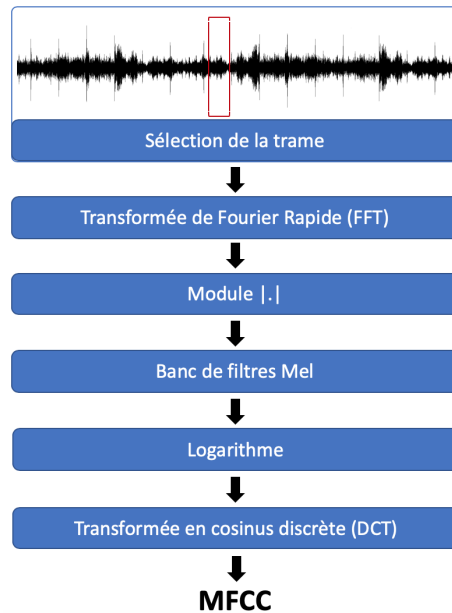 Sélection de la trame
Transformée de Fourier Rapide (FFT)
Module |.|
Banc de filtres Mel
Logarithme
Transformée en cosinus discrète (DCT)
MFCC